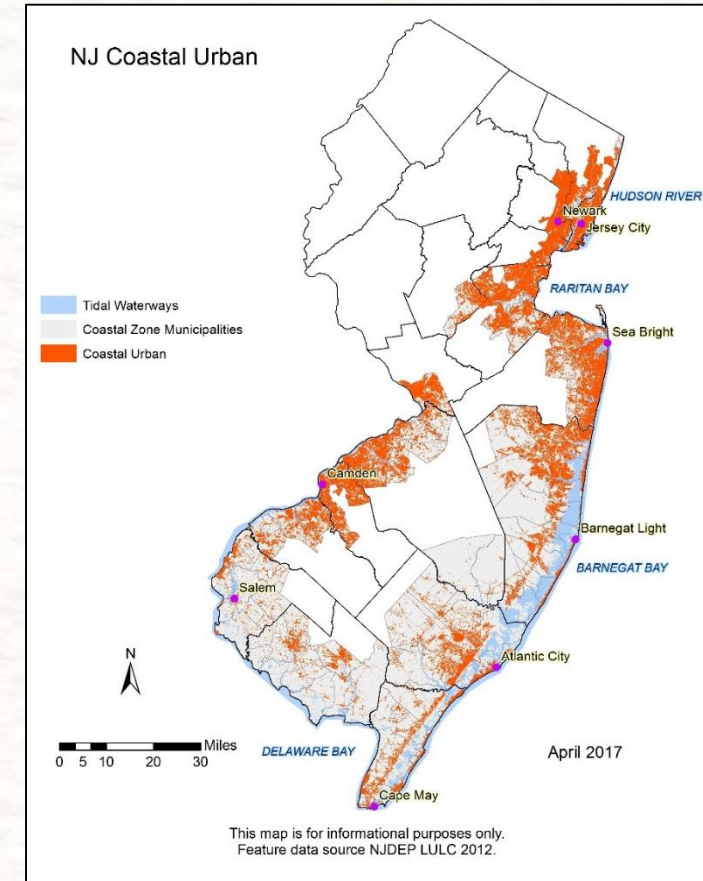 NJ Coastal Urban
HUDSON RIVER
Newark
Jersey City
RARITAN BAY
Tidal Waterways
Coastal Zone Municipalities
Coastal Urban
Sea Bright
Camden
Barnegat Light
BARNEGAT BAY
Salem
N
Atlantic City
Miles
0 5 10 20 30
DELAWARE BAY
April 2017
Cape May
This map is for informational purposes only.
Feature data source NJDEP LULC 2012.